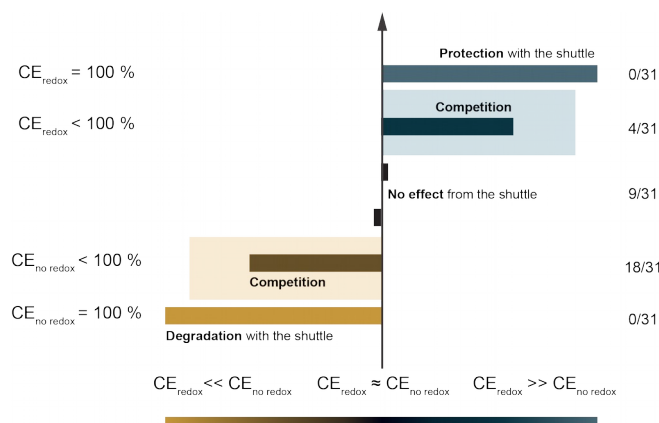 Protection with the shuttle
CEredox = 100 %
0/31
Competition
CEredox < 100 %
4/31
No effect from the shuttle
9/31
CEno redox < 100 %
18/31
Competition
CEno redox = 100 %
0/31
Degradation with the shuttle
CEredox << CEno redox CEredox ≈ CEno redox CEredox >> CEno redox